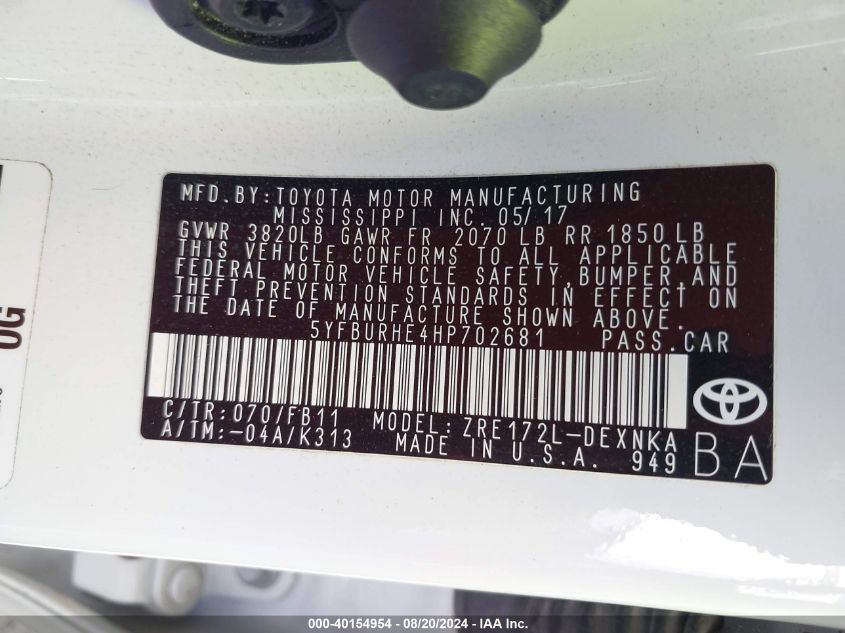 MFD.BY:TOYOTA MOTOR MANUFACTURING
MISSISSIPPI INC. 05/17
GVWR 3820LB GAWR FR 2070 LB RR 1850LB
THIS VEHICLE CONFORMS TO ALL APPLICABLE
FEDERAL MOTOR VEHICLE SAFETY, BUMPER, AND
THEFT PREVENTION STANDARDS IN EFFECT ON
THE DATE OF MANUFACTURE SHOWN ABOVE.
5YFBURHE4HP702681 PASS.CAR
C/TR: 070/FB11 MODEL: ZRE172L-DEXNKA
A/TM:-04A/K313 MADE IN U.S.A. 949 BA
OG
000-40154954 - 08/20/2024 - IAA Inc.